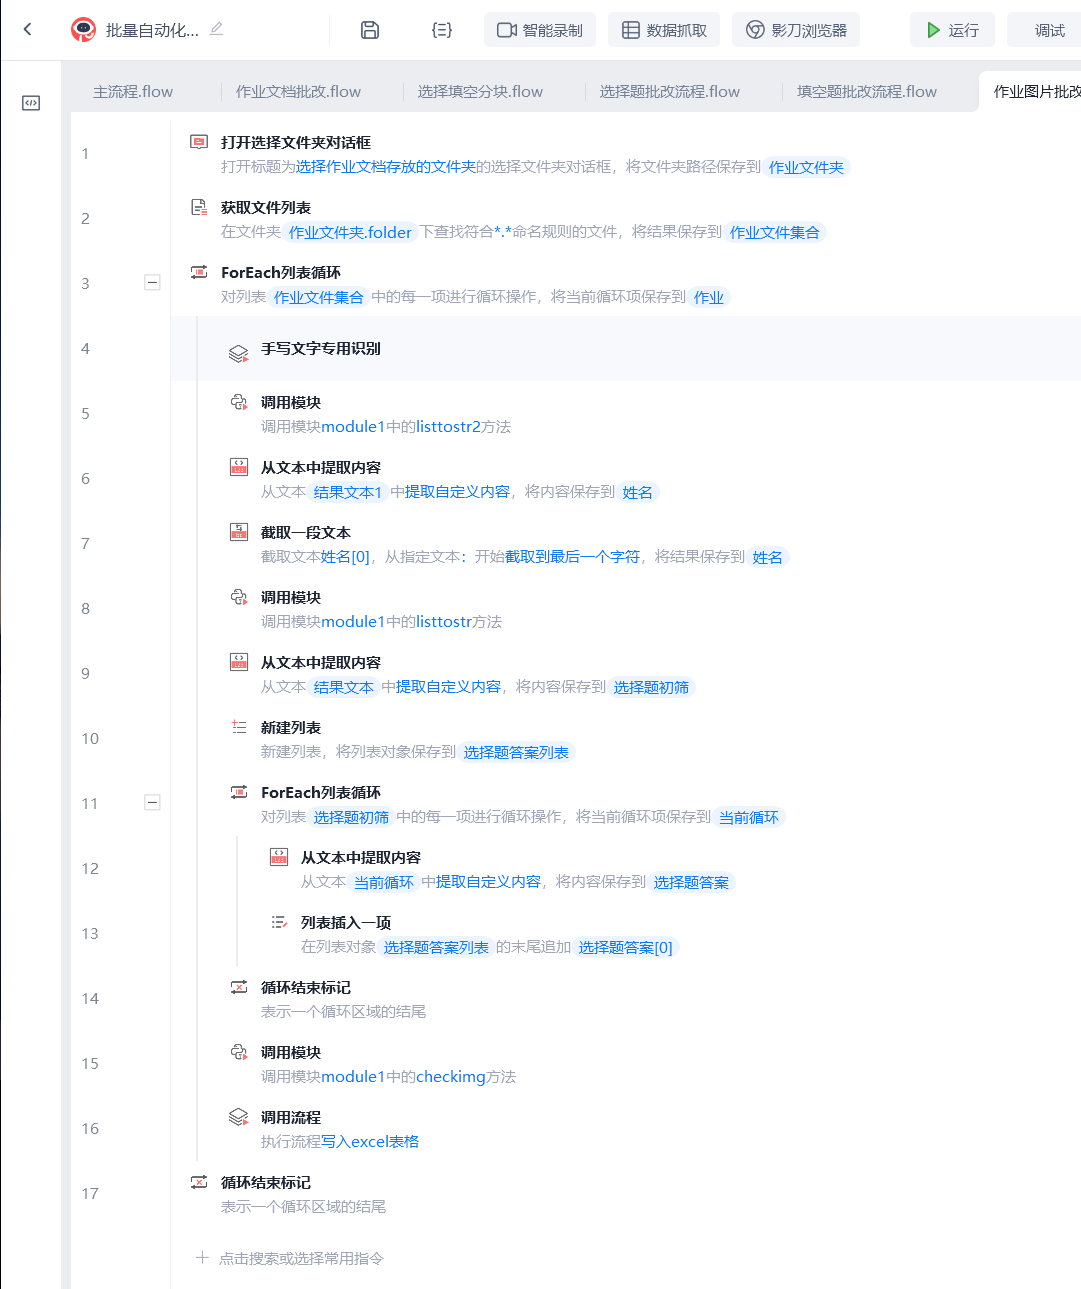 批量自动化...
智能录制
数据抓取
影刀浏览器
运行
调试
主流程.flow
作业文档批改.flow
选择填空分块.flow
选择题批改流程.flow
填空题批改流程.flow
作业图片批改
1
打开选择文件夹对话框
打开标题为选择作业文档存放的文件夹的选择文件夹对话框，将文件夹路径保存到 作业文件夹
2
获取文件列表
在文件夹 作业文件夹.folder 下查找符合*.*命名规则的文件，将结果保存到 作业文件集合
3
ForEach列表循环
对列表 作业文件集合 中的每一项进行循环操作，将当前循环项保存到 作业
4
手写文字专用识别
5
调用模块
调用模块module1中的listtostr2方法
6
从文本中提取内容
从文本 结果文本1 中提取自定义内容，将内容保存到 姓名
7
截取一段文本
截取文本姓名[0]，从指定文本：开始截取到最后一个字符，将结果保存到 姓名
8
调用模块
调用模块module1中的listtostr方法
9
从文本中提取内容
从文本 结果文本 中提取自定义内容，将内容保存到 选择题初筛
10
新建列表
新建列表，将列表对象保存到 选择题答案列表
11
ForEach列表循环
对列表 选择题初筛 中的每一项进行循环操作，将当前循环项保存到 当前循环
12
从文本中提取内容
从文本 当前循环 中提取自定义内容，将内容保存到 选择题答案
13
列表插入一项
在列表对象 选择题答案列表 的末尾追加 选择题答案[0]
14
循环结束标记
表示一个循环区域的结尾
15
调用模块
调用模块module1中的checkimg方法
16
调用流程
执行流程写入excel表格
17
循环结束标记
表示一个循环区域的结尾
点击搜索或选择常用指令